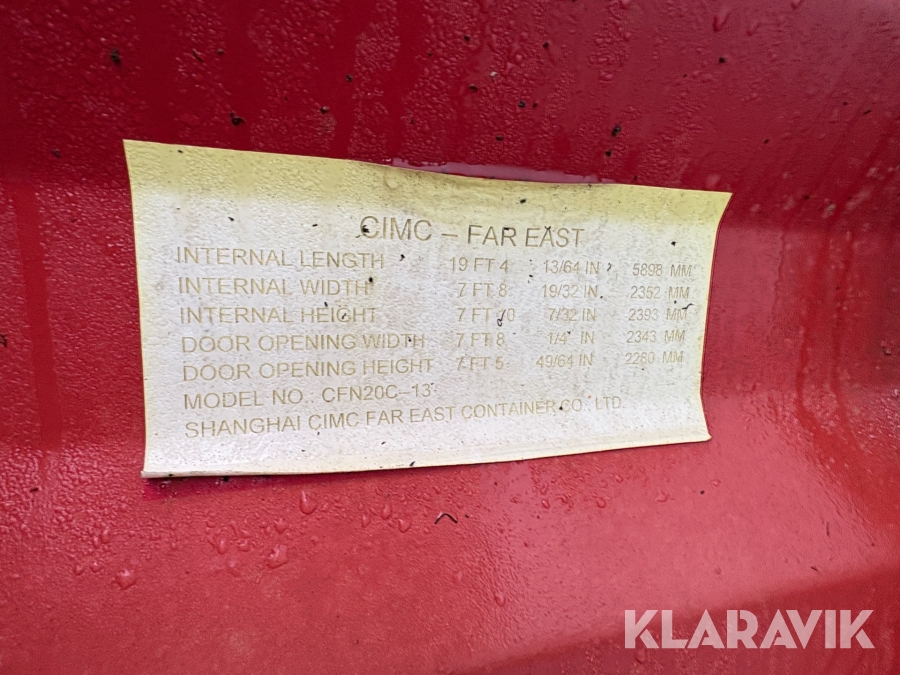 CIMC – FAR EAST
INTERNAL LENGTH 19 FT 4 13/64 IN 5898 MM
INTERNAL WIDTH 7 FT 8 19/32 IN 2352 MM
INTERNAL HEIGHT 7 FT 10 7/32 IN 2393 MM
DOOR OPENING WIDTH 7 FT 8 1/4" IN 2343 MM
DOOR OPENING HEIGHT 7 FT 5 49/64 IN 2280 MM
MODEL NO.: CFN20C–13
SHANGHAI CIMC FAR EAST CONTAINER CO., LTD.
KLARAVIK